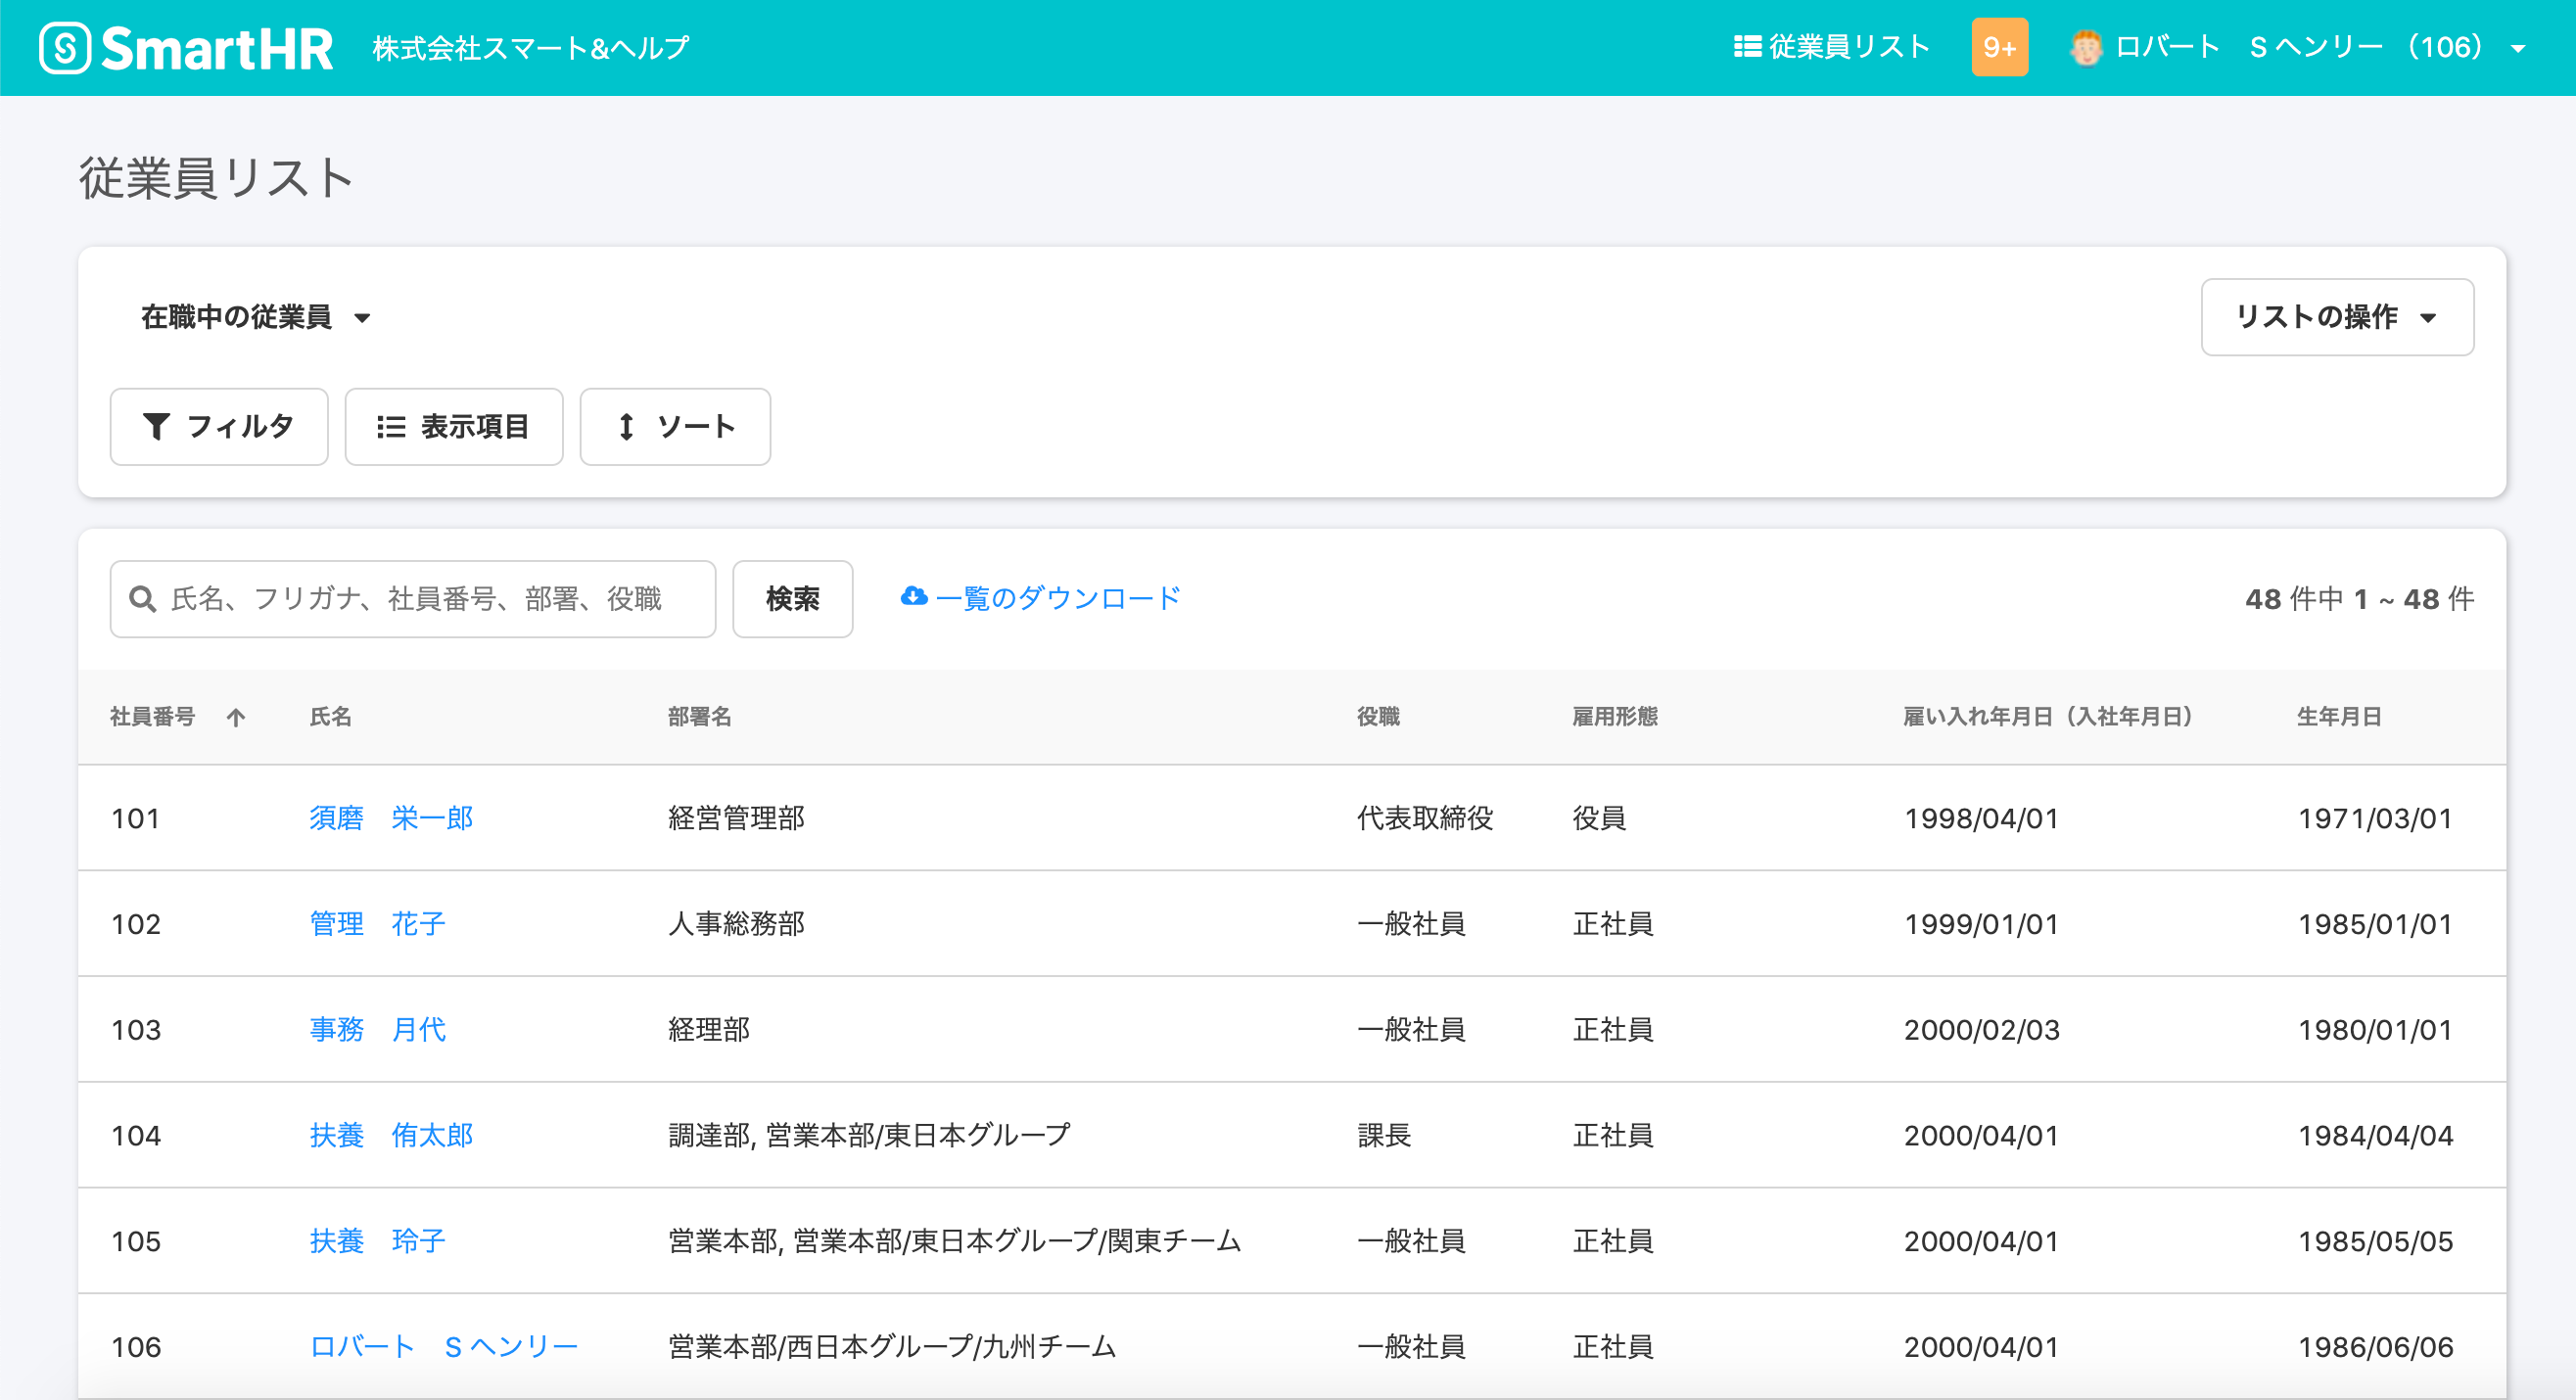 SmartHR 株式会社スマート&ヘルプ 従業員リスト 9+ ロバート　S ヘンリー （106）
従業員リスト
在職中の従業員 リストの操作
フィルタ 表示項目 ソート
氏名、フリガナ、社員番号、部署、役職 検索 一覧のダウンロード 48 件中 1 ~ 48 件
社員番号 氏名 部署名 役職 雇用形態 雇い入れ年月日（入社年月日） 生年月日
101 須磨　栄一郎 経営管理部 代表取締役 役員 1998/04/01 1971/03/01
102 管理　花子 人事総務部 一般社員 正社員 1999/01/01 1985/01/01
103 事務　月代 経理部 一般社員 正社員 2000/02/03 1980/01/01
104 扶養　侑太郎 調達部, 営業本部/東日本グループ 課長 正社員 2000/04/01 1984/04/04
105 扶養　玲子 営業本部, 営業本部/東日本グループ/関東チーム 一般社員 正社員 2000/04/01 1985/05/05
106 ロバート　S ヘンリー 営業本部/西日本グループ/九州チーム 一般社員 正社員 2000/04/01 1986/06/06